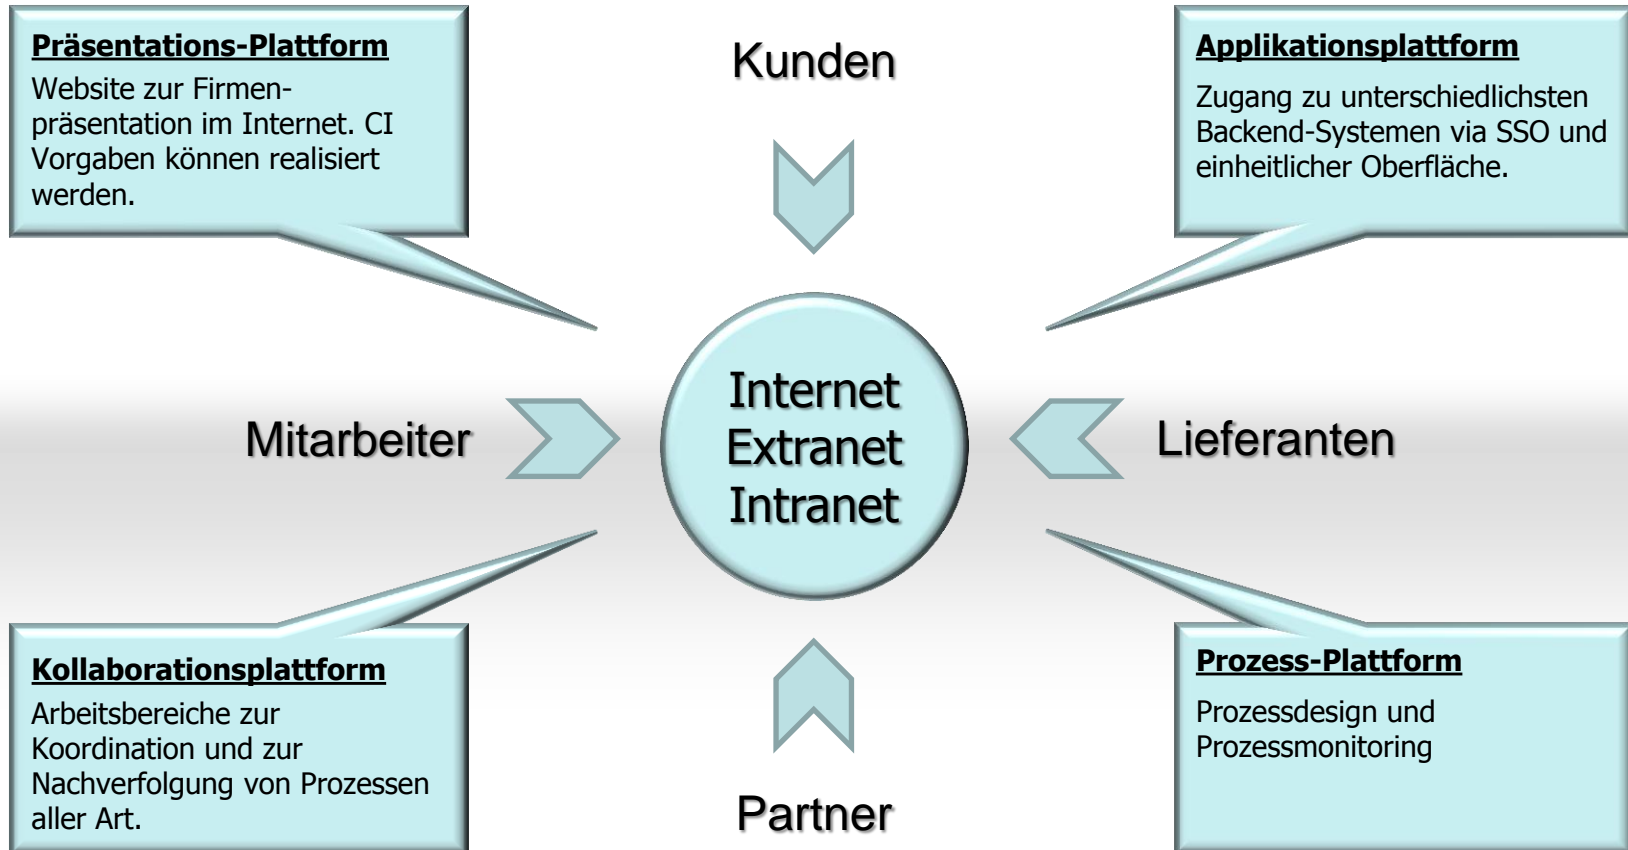 Präsentations-Plattform
Website zur Firmen-
präsentation im Internet. CI
Vorgaben können realisiert
werden.
Kunden
Applikationsplattform
Zugang zu unterschiedlichsten
Backend-Systemen via SSO und
einheitlicher Oberfläche.
Mitarbeiter
Internet
Extranet
Intranet
Lieferanten
Kollaborationsplattform
Arbeitsbereiche zur
Koordination und zur
Nachverfolgung von Prozessen
aller Art.
Partner
Prozess-Plattform
Prozessdesign und
Prozessmonitoring